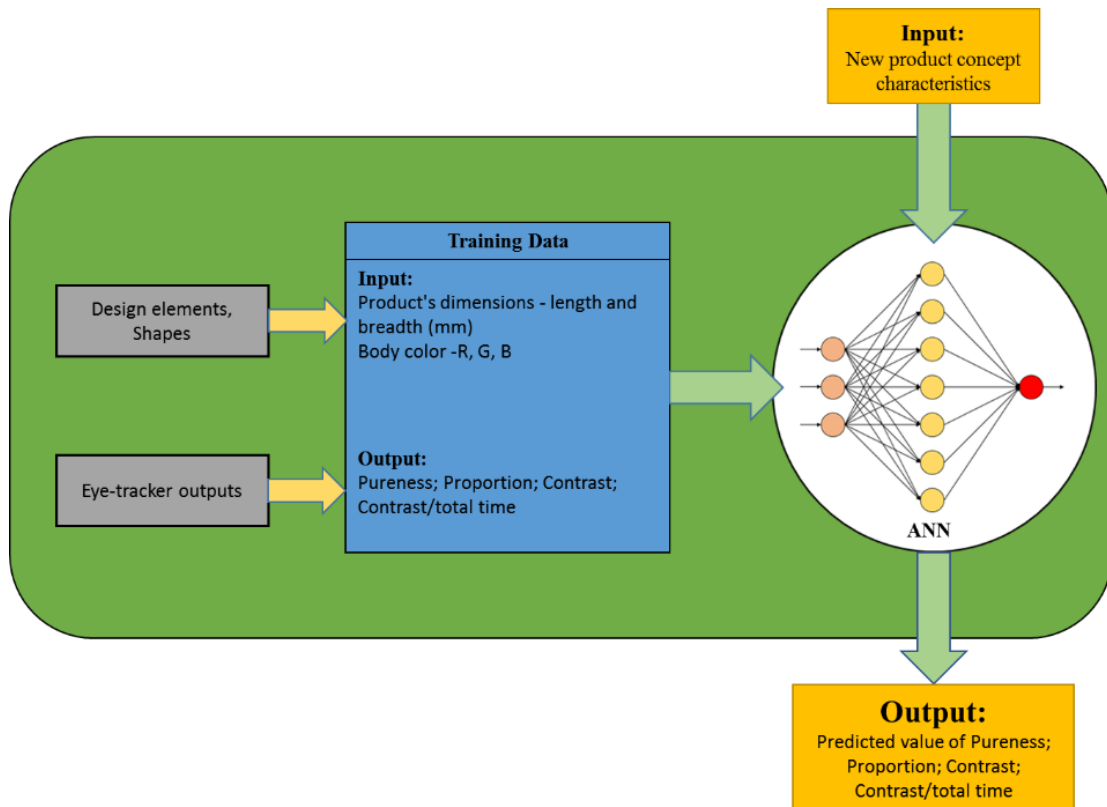 Input:
New product concept
characteristics
Training Data
Input:
Product's dimensions - length and
breadth (mm)
Body color -R, G, B
Design elements,
Shapes
Output:
Pureness; Proportion; Contrast;
Contrast/total time
Eye-tracker outputs
ANN
Output:
Predicted value of Pureness;
Proportion; Contrast;
Contrast/total time